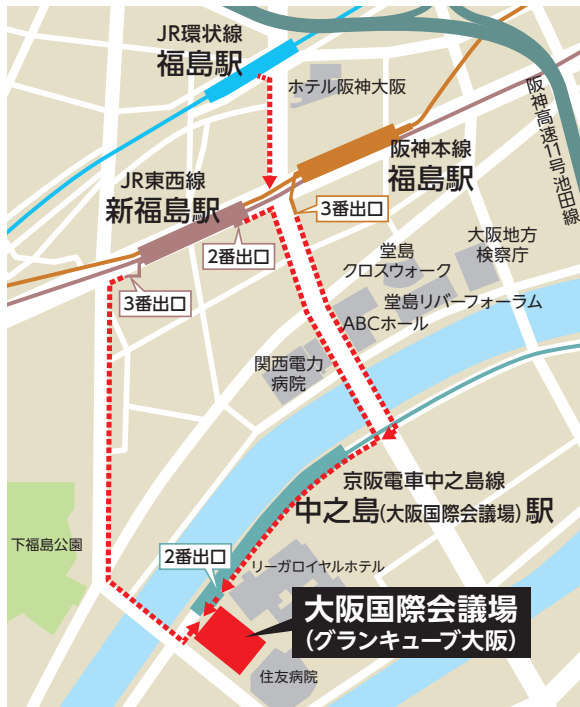 JR環状線
福島駅
ホテル阪神大阪
阪神高速11号池田線
阪神本線
福島駅
JR東西線
新福島駅
3番出口
2番出口
3番出口
大阪地方
検察庁
堂島
クロスウォーク
堂島リバーフォーラム
ABCホール
関西電力
病院
京阪電車中之島線
中之島(大阪国際会議場)駅
下福島公園
2番出口
リーガロイヤルホテル
大阪国際会議場
(グランキューブ大阪)
住友病院